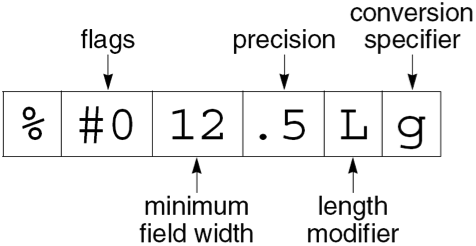 conversion
flags precision specifier
% #0 12 .5 L g
minimum length
field width modifier